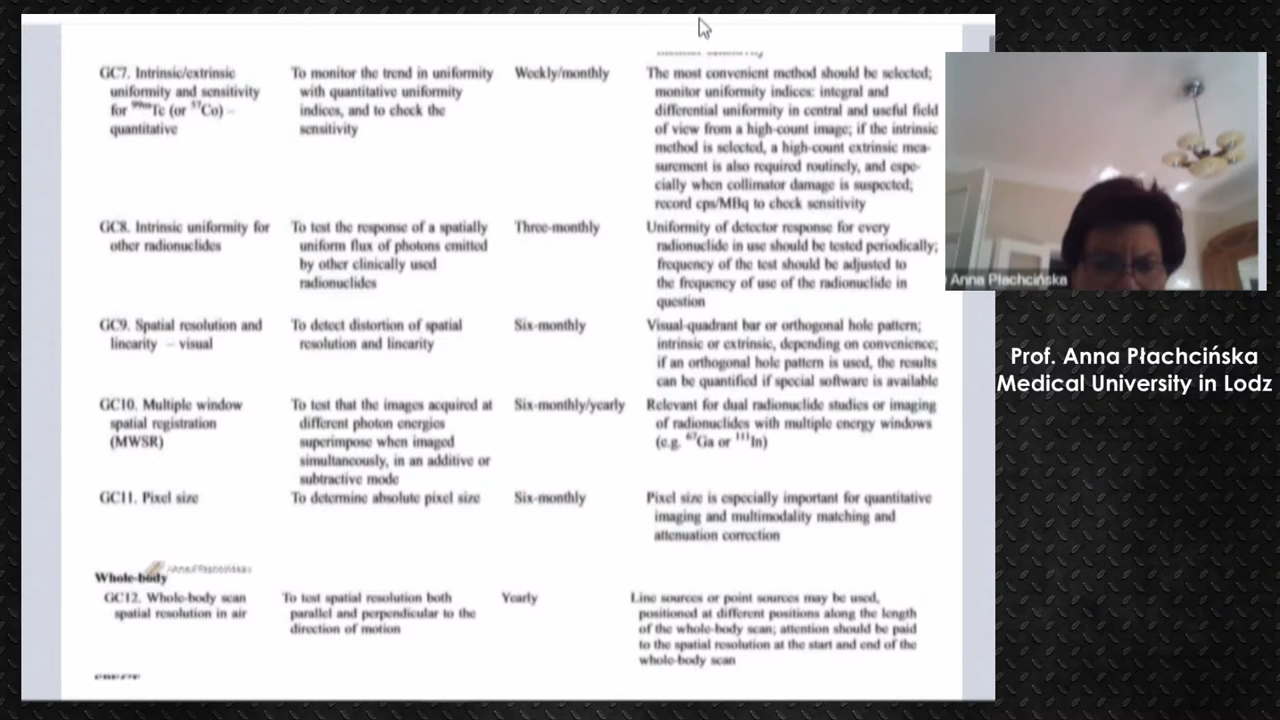 GC7. Intrinsic/extrinsic
uniformity and sensitivity
for 99mTc (or 57Co) –
quantitative
To monitor the trend in uniformity
with quantitative uniformity
indices, and to check the
sensitivity
Weekly/monthly
The most convenient method should be selected;
monitor uniformity indices: integral and
differential uniformity in central and useful field
of view from a high-count image; if the intrinsic
method is selected, a high-count extrinsic mea-
surement is also required routinely, and espe-
cially when collimator damage is suspected;
record cps/MBq to check sensitivity
GC8. Intrinsic uniformity for
other radionuclides
To test the response of a spatially
uniform flux of photons emitted
by other clinically used
radionuclides
Three-monthly
Uniformity of detector response for every
radionuclide in use should be tested periodically;
frequency of the test should be adjusted to
the frequency of use of the radionuclide in
question
GC9. Spatial resolution and
linearity – visual
To detect distortion of spatial
resolution and linearity
Six-monthly
Visual-quadrant bar or orthogonal hole pattern;
intrinsic or extrinsic, depending on convenience;
if an orthogonal hole pattern is used, the results
can be quantified if special software is available
GC10. Multiple window
spatial registration
(MWSR)
To test that the images acquired at
different photon energies
superimpose when imaged
simultaneously, in an additive or
subtractive mode
Six-monthly/yearly
Relevant for dual radionuclide studies or imaging
of radionuclides with multiple energy windows
(e.g. 67Ga or 111In)
GC11. Pixel size
To determine absolute pixel size
Six-monthly
Pixel size is especially important for quantitative
imaging and multimodality matching and
attenuation correction
Whole-body
GC12. Whole-body scan
spatial resolution in air
To test spatial resolution both
parallel and perpendicular to the
direction of motion
Yearly
Line sources or point sources may be used,
positioned at different positions along the length
of the whole-body scan; attention should be paid
to the spatial resolution at the start and end of the
whole-body scan
Anna Płachcińska
Anna Płachcińska
Prof. Anna Płachcińska
Medical University in Lodz